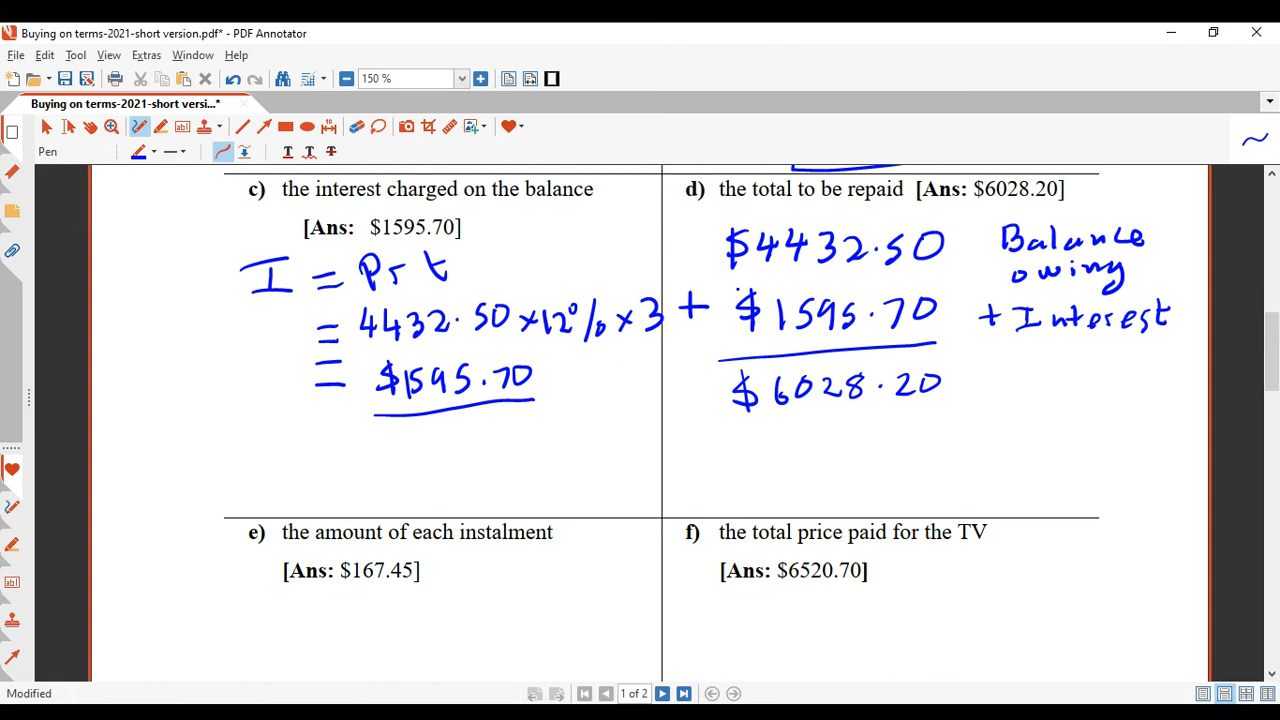 Buying on terms-2021-short version.pdf* - PDF Annotator
File Edit Tool View Extras Window Help
150 %
Buying on terms-2021-short versi...*
Pen
c) the interest charged on the balance
[Ans: $1595.70]
I = Prt
= 4432.50 × 12% × 3
= $1595.70
d) the total to be repaid [Ans: $6028.20]
$4432.50 Balance
owing
+ $1595.70 + Interest
$6028.20
e) the amount of each instalment
[Ans: $167.45]
f) the total price paid for the TV
[Ans: $6520.70]
Modified
1 of 2